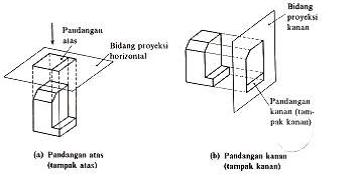 Pandangan
atas
Bidang proyeksi
horizontal
(a) Pandangan atas
(tampak atas)
Bidang
proyeksi
kanan
Pandangan
kanan (tam-
pak kanan)
(b) Pandangan kanan
(tampak kanan)